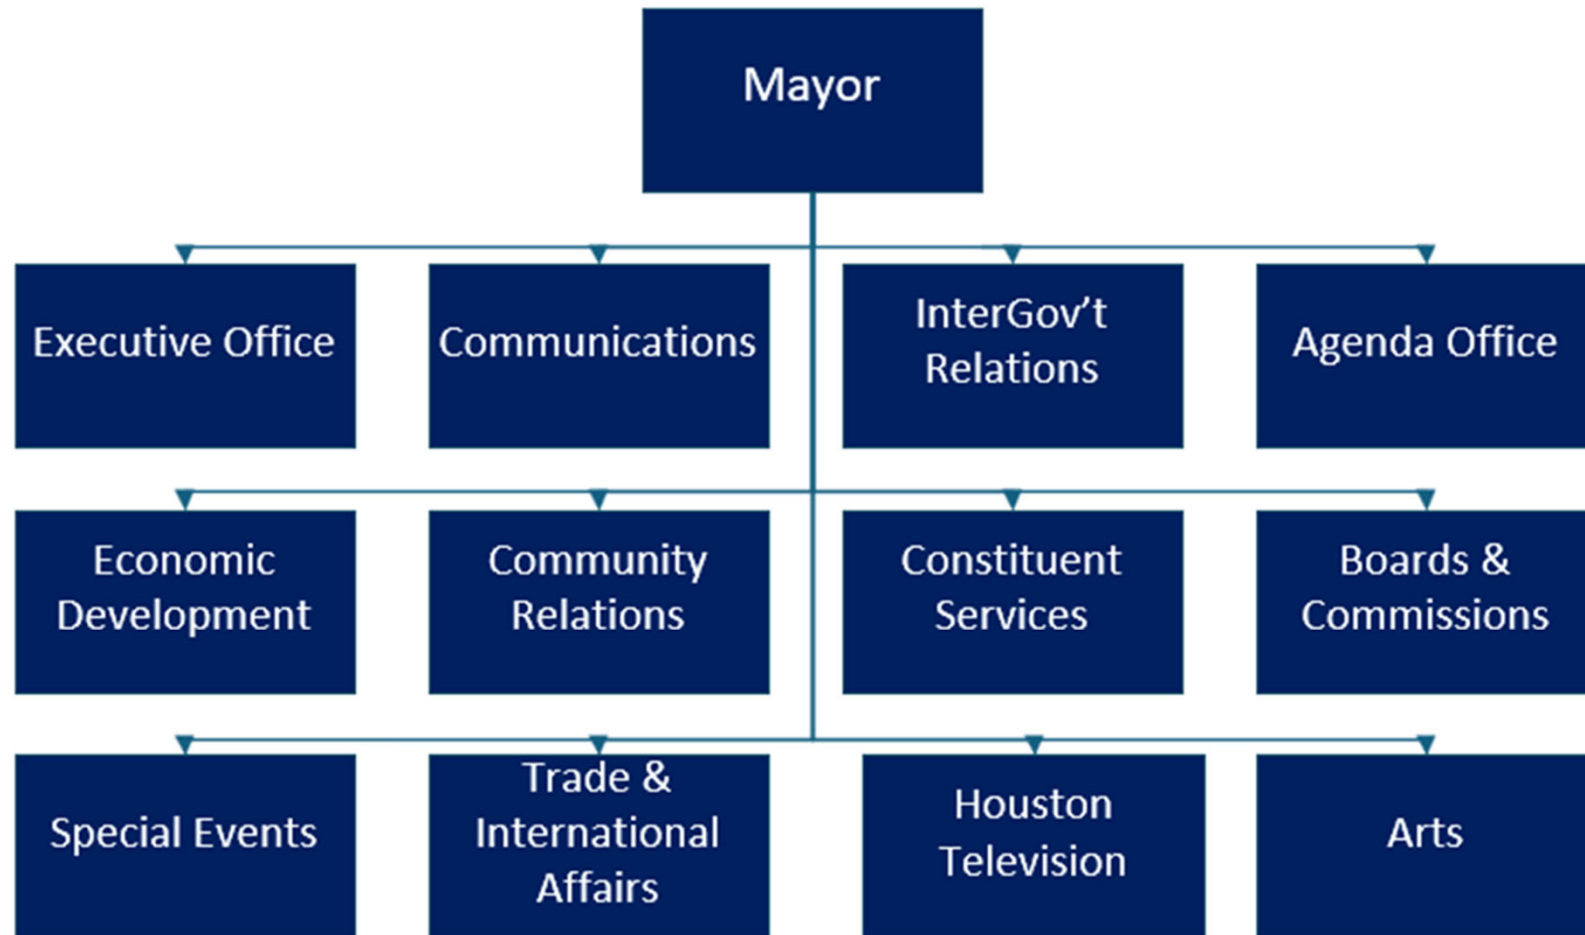 Mayor
Executive Office
Communications
InterGov’t
Relations
Agenda Office
Economic
Development
Community
Relations
Constituent
Services
Boards &
Commissions
Special Events
Trade &
International
Affairs
Houston
Television
Arts